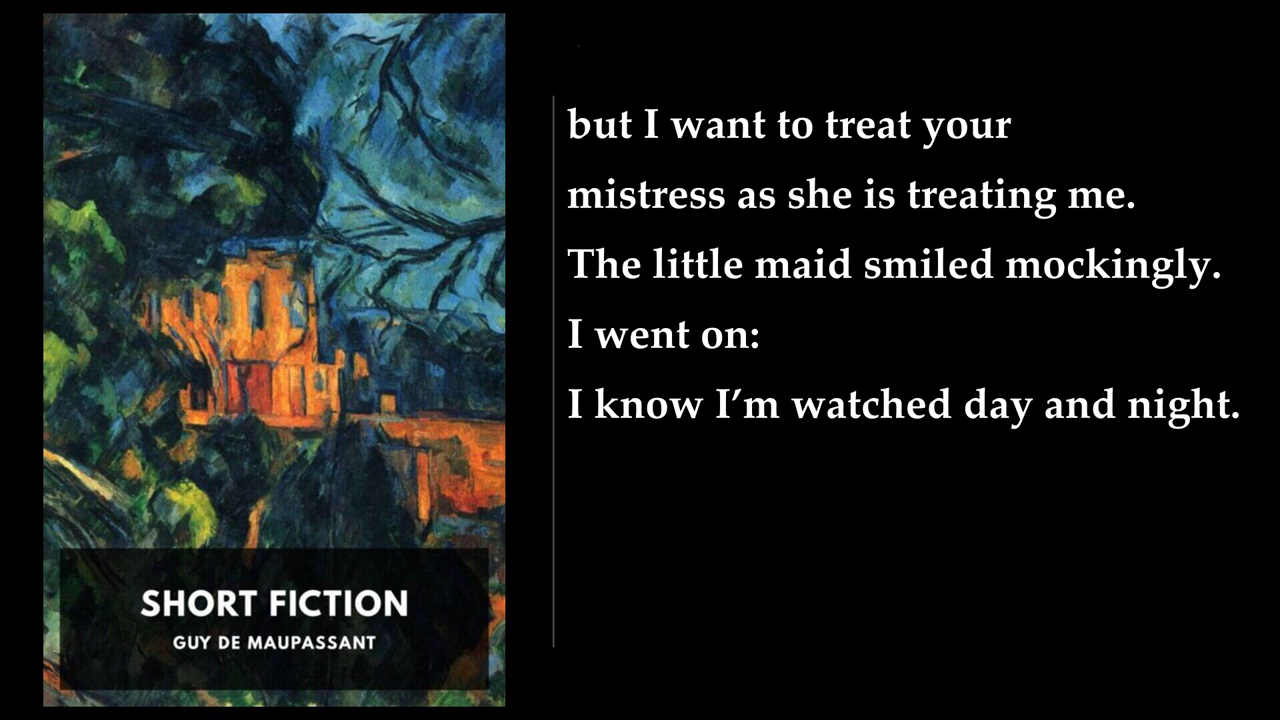 SHORT FICTION
GUY DE MAUPASSANT
but I want to treat your
mistress as she is treating me.
The little maid smiled mockingly.
I went on:
I know I’m watched day and night.